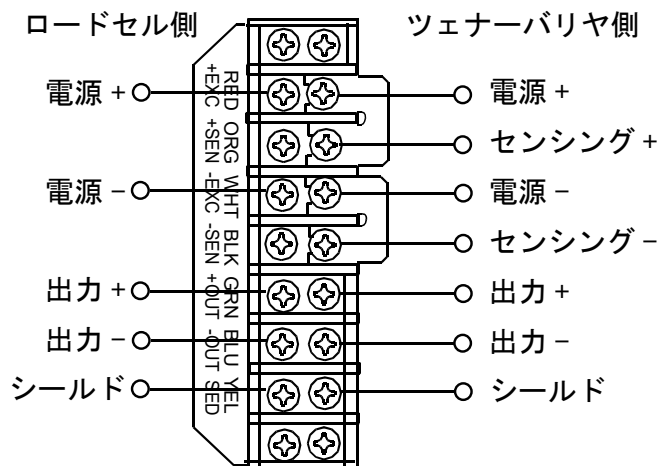 ロードセル側 ツェナーバリヤ側
電源+ 電源+
センシング+
電源- 電源-
センシング-
出力+ 出力+
出力- 出力-
シールド シールド
RED ORG WHT BLK GRN BLU YEL
+EXC +SEN -EXC -SEN +OUT -OUT SED